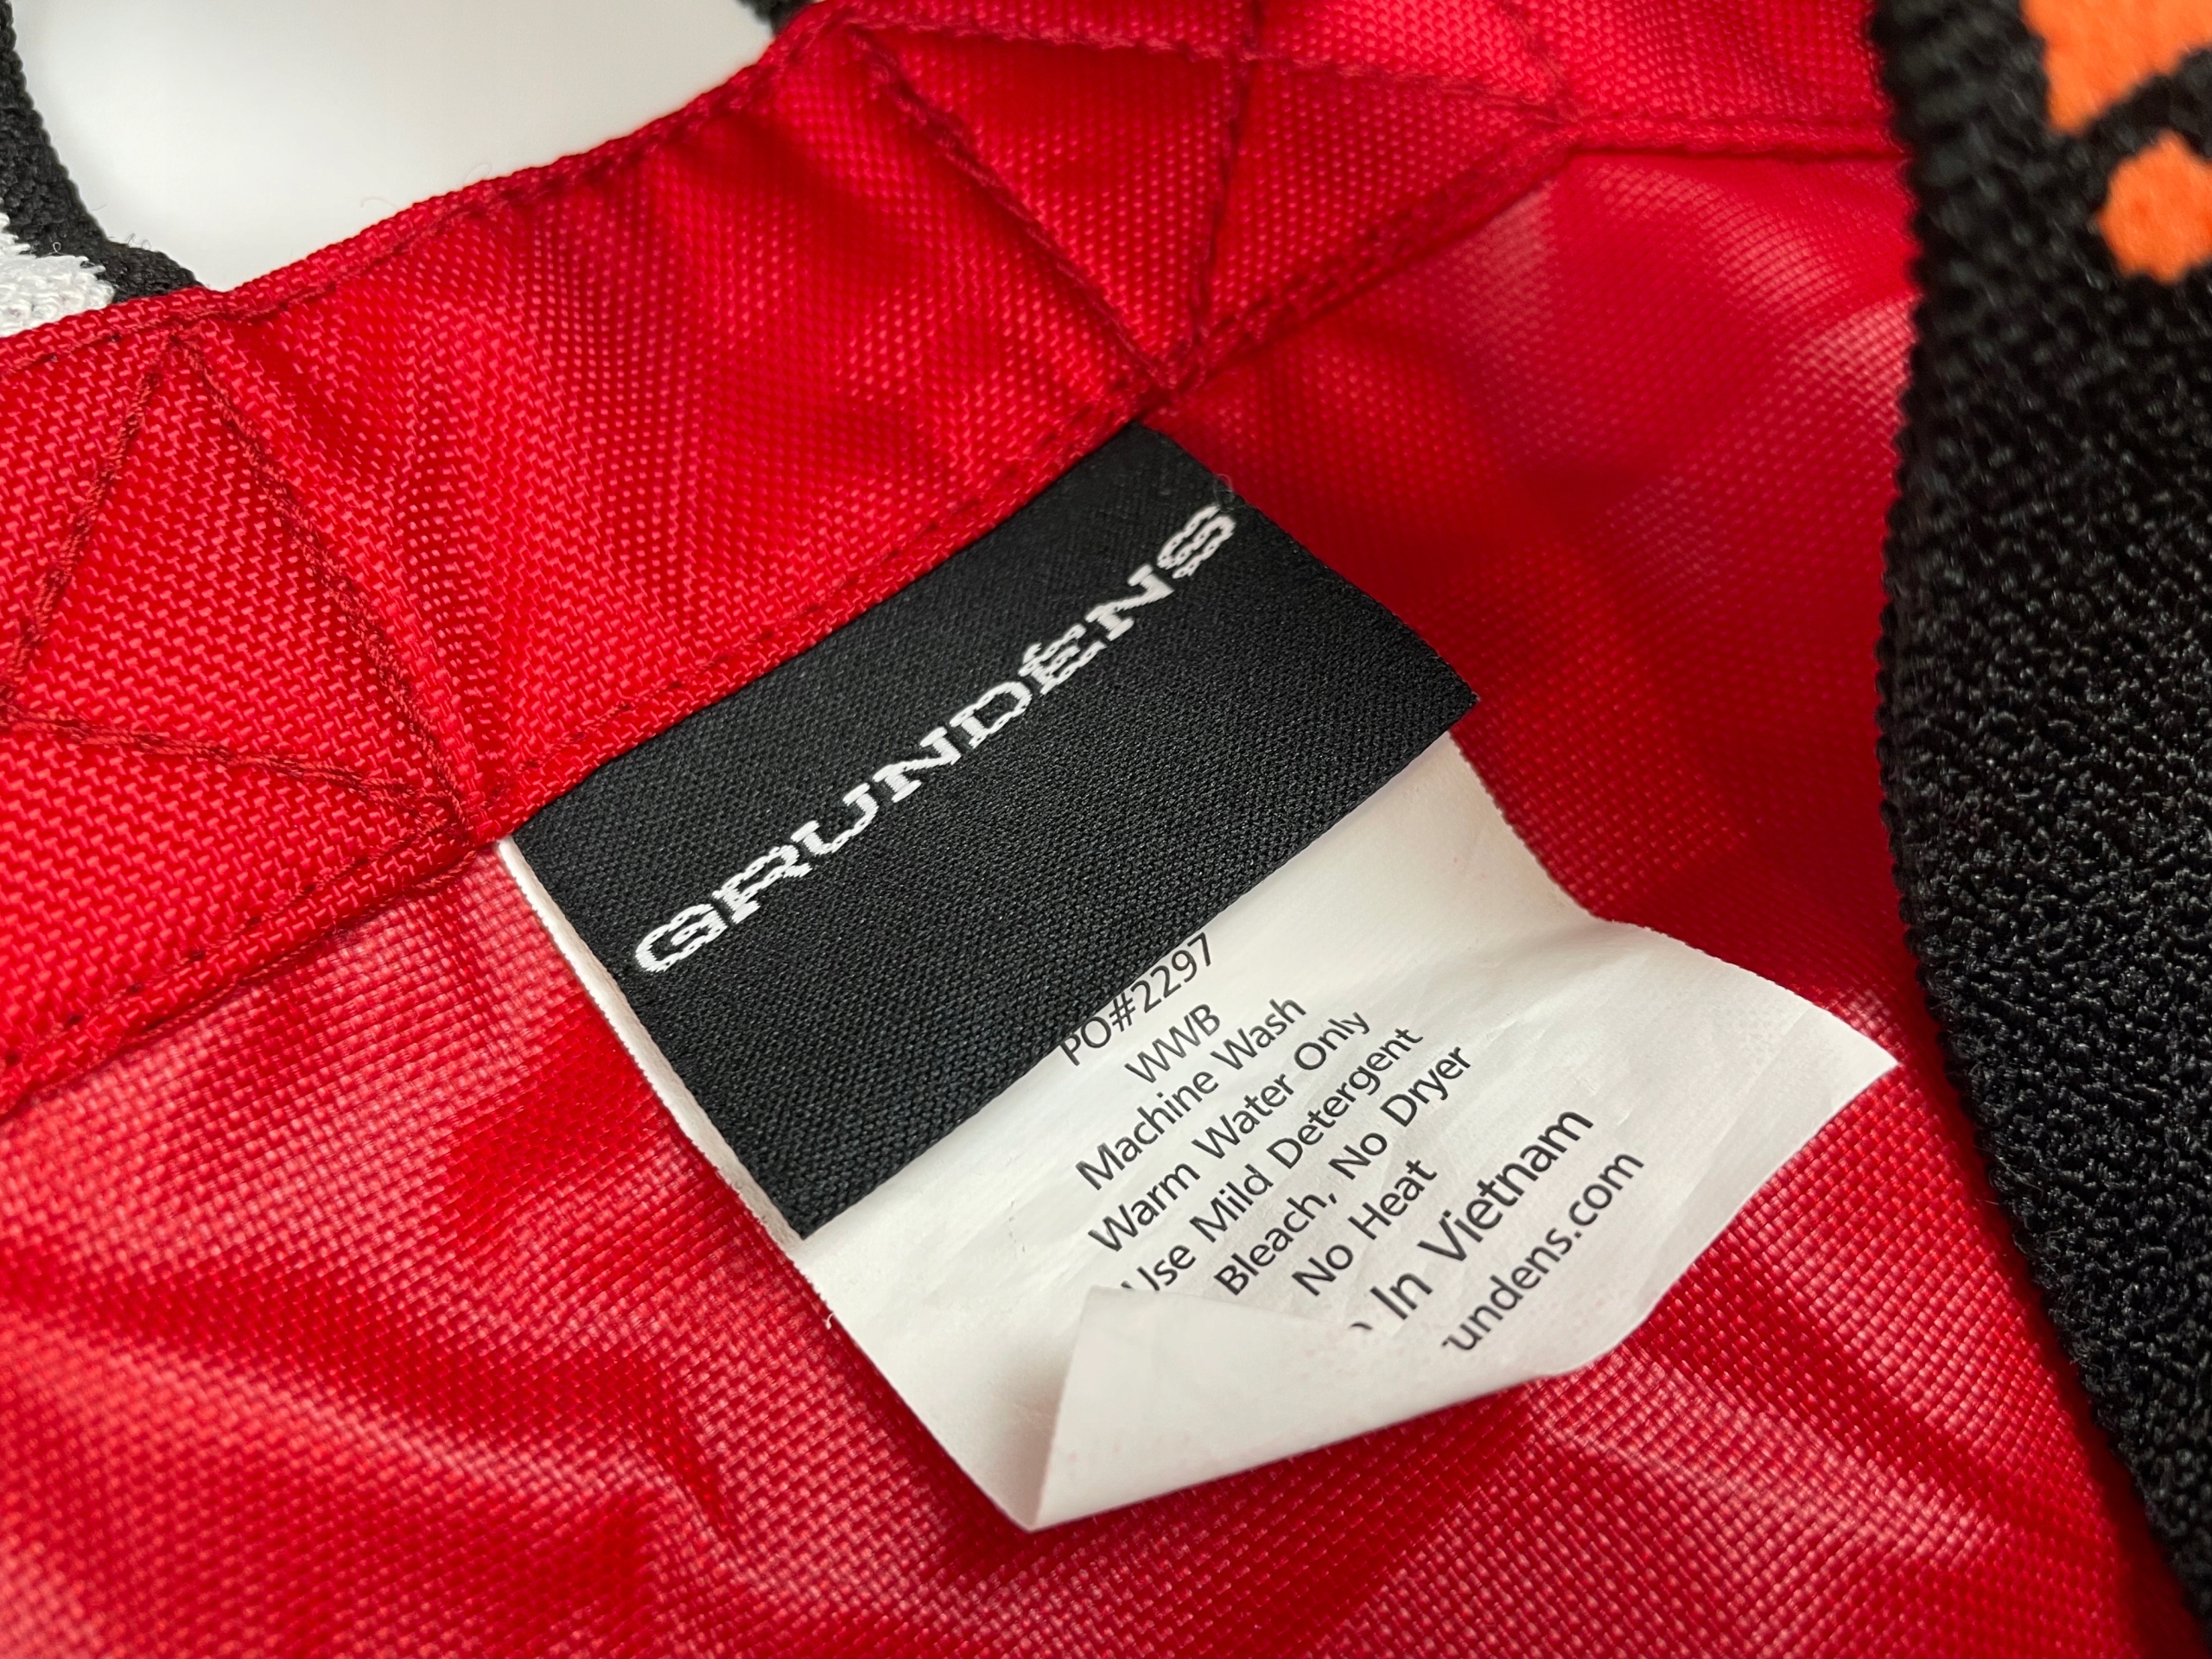 GRUNDÉNS
PO#2297
WWB
Machine Wash
Warm Water Only
Use Mild Detergent
Bleach, No Dryer
No Heat
In Vietnam
undens.com